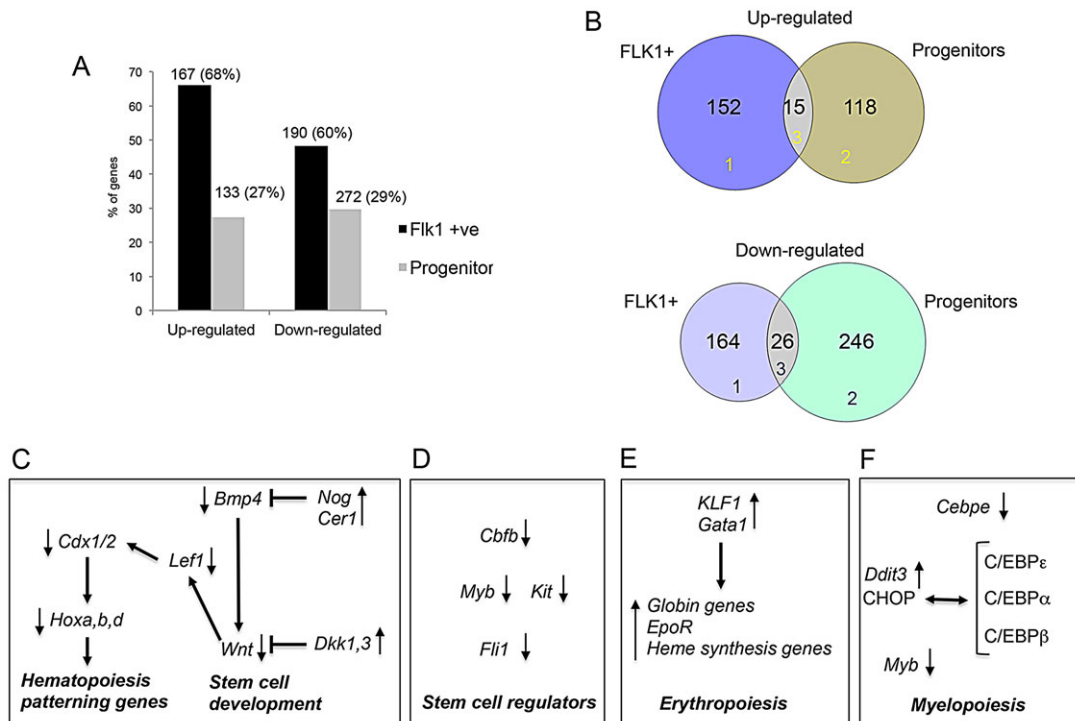 A
167 (68%)
190 (60%)
133 (27%)
272 (29%)
% of genes
70
60
50
40
30
20
10
0
Up-regulated
Down-regulated
Flk1 +ve
Progenitor
B
Up-regulated
FLK1+
Progenitors
152
15
118
1
3
2
Down-regulated
FLK1+
Progenitors
164
26
246
1
3
2
C
Bmp4
Nog
Cer1
Cdx1/2
Lef1
Hoxa,b,d
Wnt
Dkk1,3
Hematopoiesis
patterning genes
Stem cell
development
D
Cbfb
Myb
Kit
Fli1
Stem cell regulators
E
KLF1
Gata1
Globin genes
EpoR
Heme synthesis genes
Erythropoiesis
F
Cebpe
Ddit3
CHOP
C/EBPε
C/EBPα
C/EBPβ
Myb
Myelopoiesis